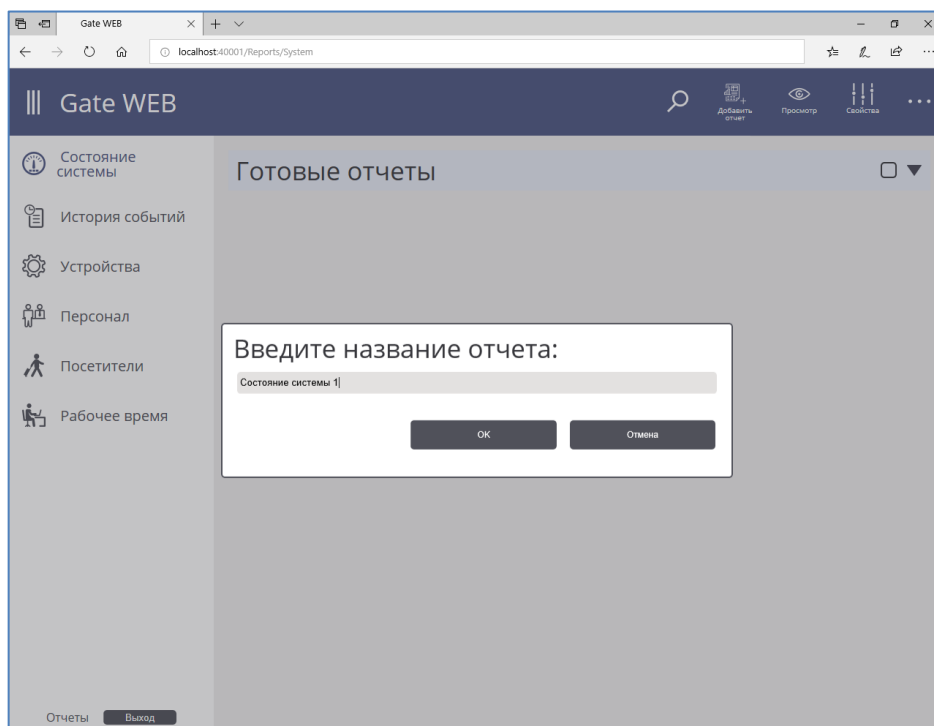 Gate WEB
localhost:40001/Reports/System
Gate WEB
Добавить
отчет
Просмотр
Свойства
Состояние
системы
История событий
Устройства
Персонал
Посетители
Рабочее время
Готовые отчеты
Введите название отчета:
Состояние системы 1
OK
Отмена
Отчеты
Выход